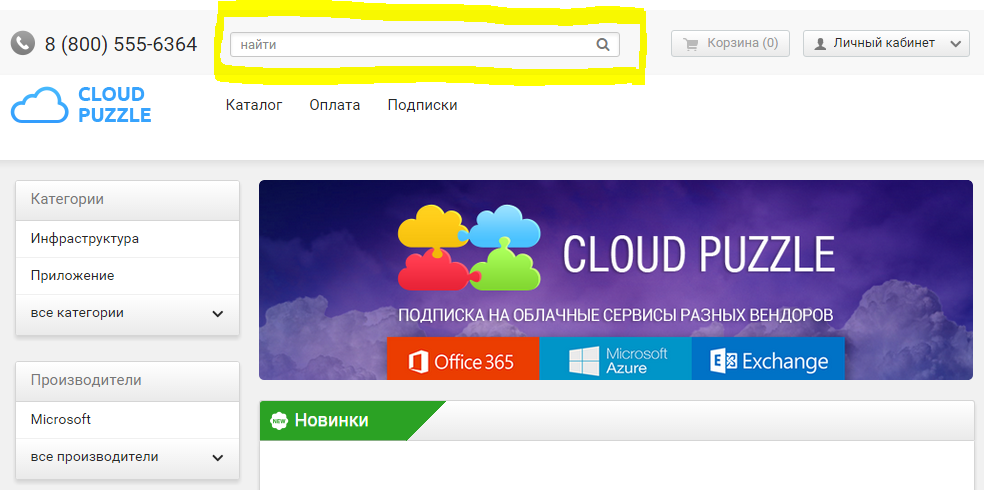 8 (800) 555-6364
найти
Корзина (0)
Личный кабинет
CLOUD
PUZZLE
Каталог Оплата Подписки
Категории
Инфраструктура
Приложение
все категории
Производители
Microsoft
все производители
CLOUD PUZZLE
ПОДПИСКА НА ОБЛАЧНЫЕ СЕРВИСЫ РАЗНЫХ ВЕНДОРОВ
Office 365
Microsoft
Azure
Exchange
NEW Новинки